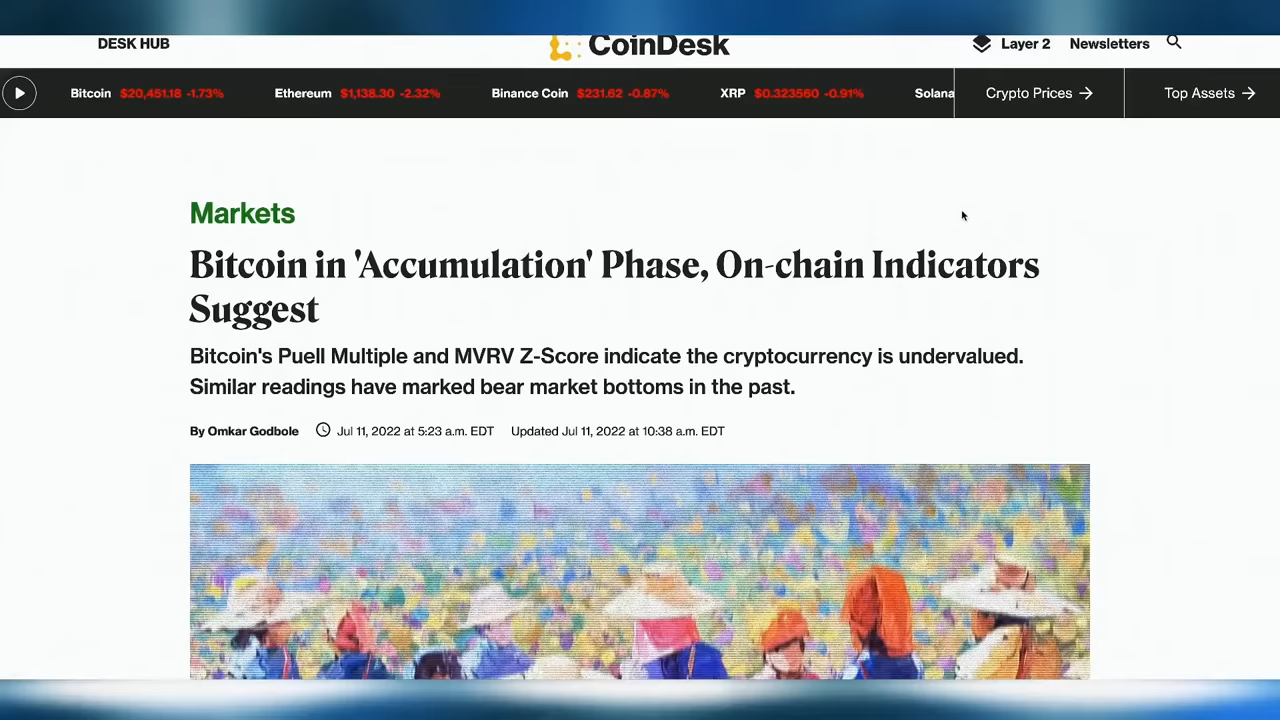 DESK HUB
CoinDesk
Layer 2 Newsletters
Bitcoin $20,451.18 -1.73% Ethereum $1,138.30 -2.32% Binance Coin $231.62 -0.87% XRP $0.323560 -0.91% Solana Crypto Prices → Top Assets →
Markets
Bitcoin in 'Accumulation' Phase, On-chain Indicators
Suggest
Bitcoin's Puell Multiple and MVRV Z-Score indicate the cryptocurrency is undervalued.
Similar readings have marked bear market bottoms in the past.
By Omkar Godbole Jul 11, 2022 at 5:23 a.m. EDT Updated Jul 11, 2022 at 10:38 a.m. EDT